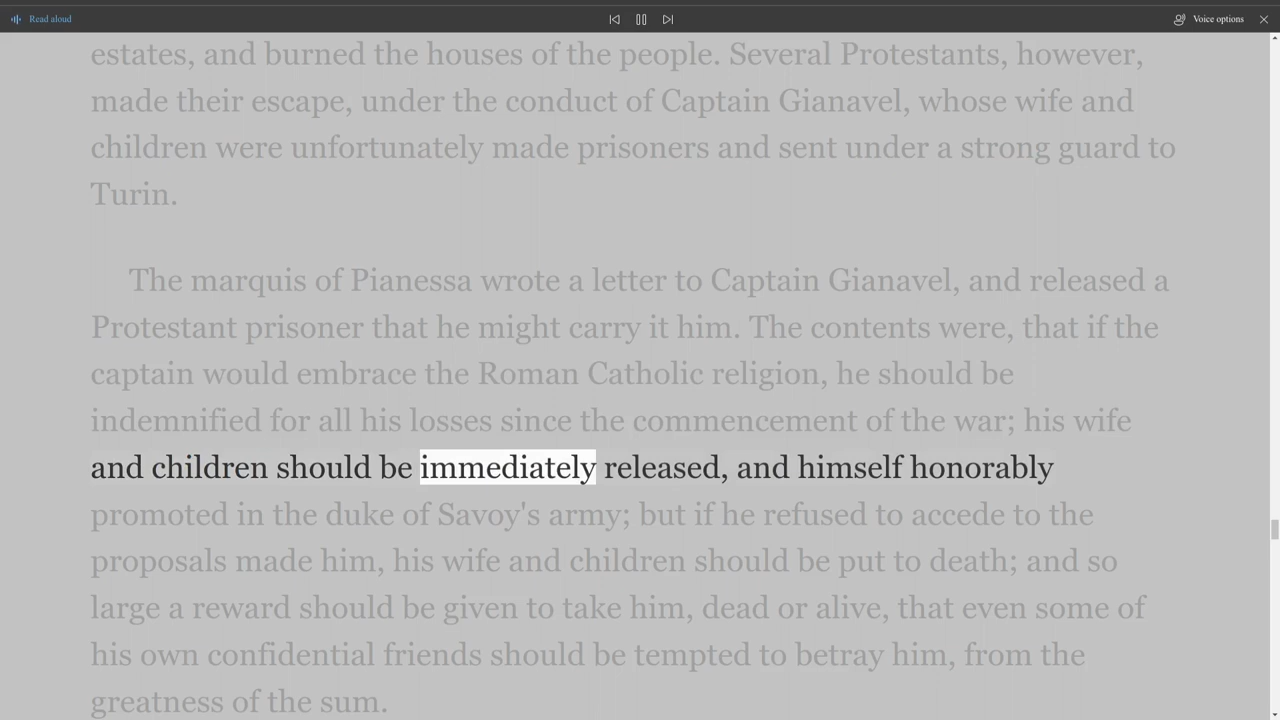 Read aloud
Voice options
estates, and burned the houses of the people. Several Protestants, however,
made their escape, under the conduct of Captain Gianavel, whose wife and
children were unfortunately made prisoners and sent under a strong guard to
Turin.
The marquis of Pianessa wrote a letter to Captain Gianavel, and released a
Protestant prisoner that he might carry it him. The contents were, that if the
captain would embrace the Roman Catholic religion, he should be
indemnified for all his losses since the commencement of the war; his wife
and children should be immediately released, and himself honorably
promoted in the duke of Savoy's army; but if he refused to accede to the
proposals made him, his wife and children should be put to death; and so
large a reward should be given to take him, dead or alive, that even some of
his own confidential friends should be tempted to betray him, from the
greatness of the sum.